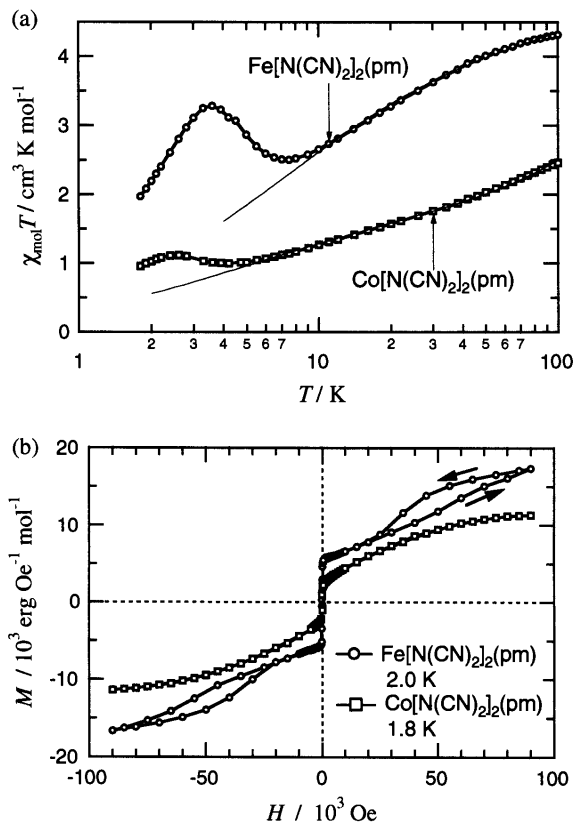 (a)
4
3
2
1
0
χmolT / cm³ K mol⁻¹
Fe[N(CN)₂]₂(pm)
Co[N(CN)₂]₂(pm)
1 2 3 4 5 6 7 10 2 3 4 5 6 7 100
T / K
(b)
20
10
0
-10
-20
M / 10³ erg Oe⁻¹ mol⁻¹
Fe[N(CN)₂]₂(pm)
2.0 K
Co[N(CN)₂]₂(pm)
1.8 K
-100 -50 0 50 100
H / 10³ Oe